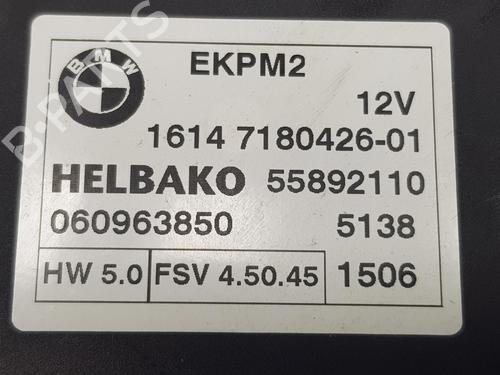 BMW
EKPM2
12V
1614 7180426-01
HELBAKO 55892110
060963850 5138
HW 5.0 FSV 4.50.45 1506
B-PARTS